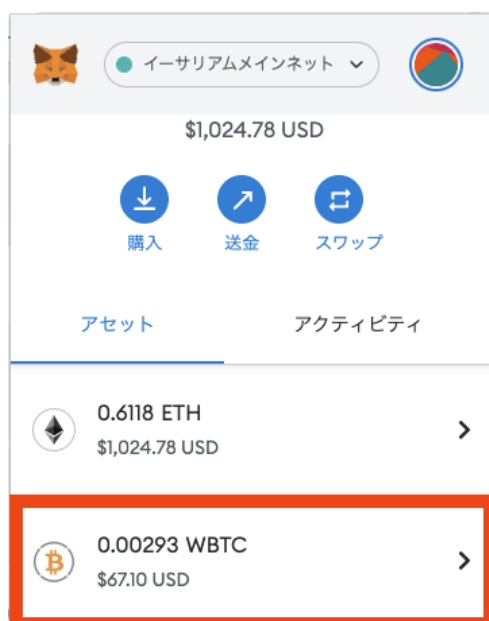 イーサリアムメインネット
$1,024.78 USD
購入 送金 スワップ
アセット アクティビティ
0.6118 ETH
$1,024.78 USD
0.00293 WBTC
$67.10 USD